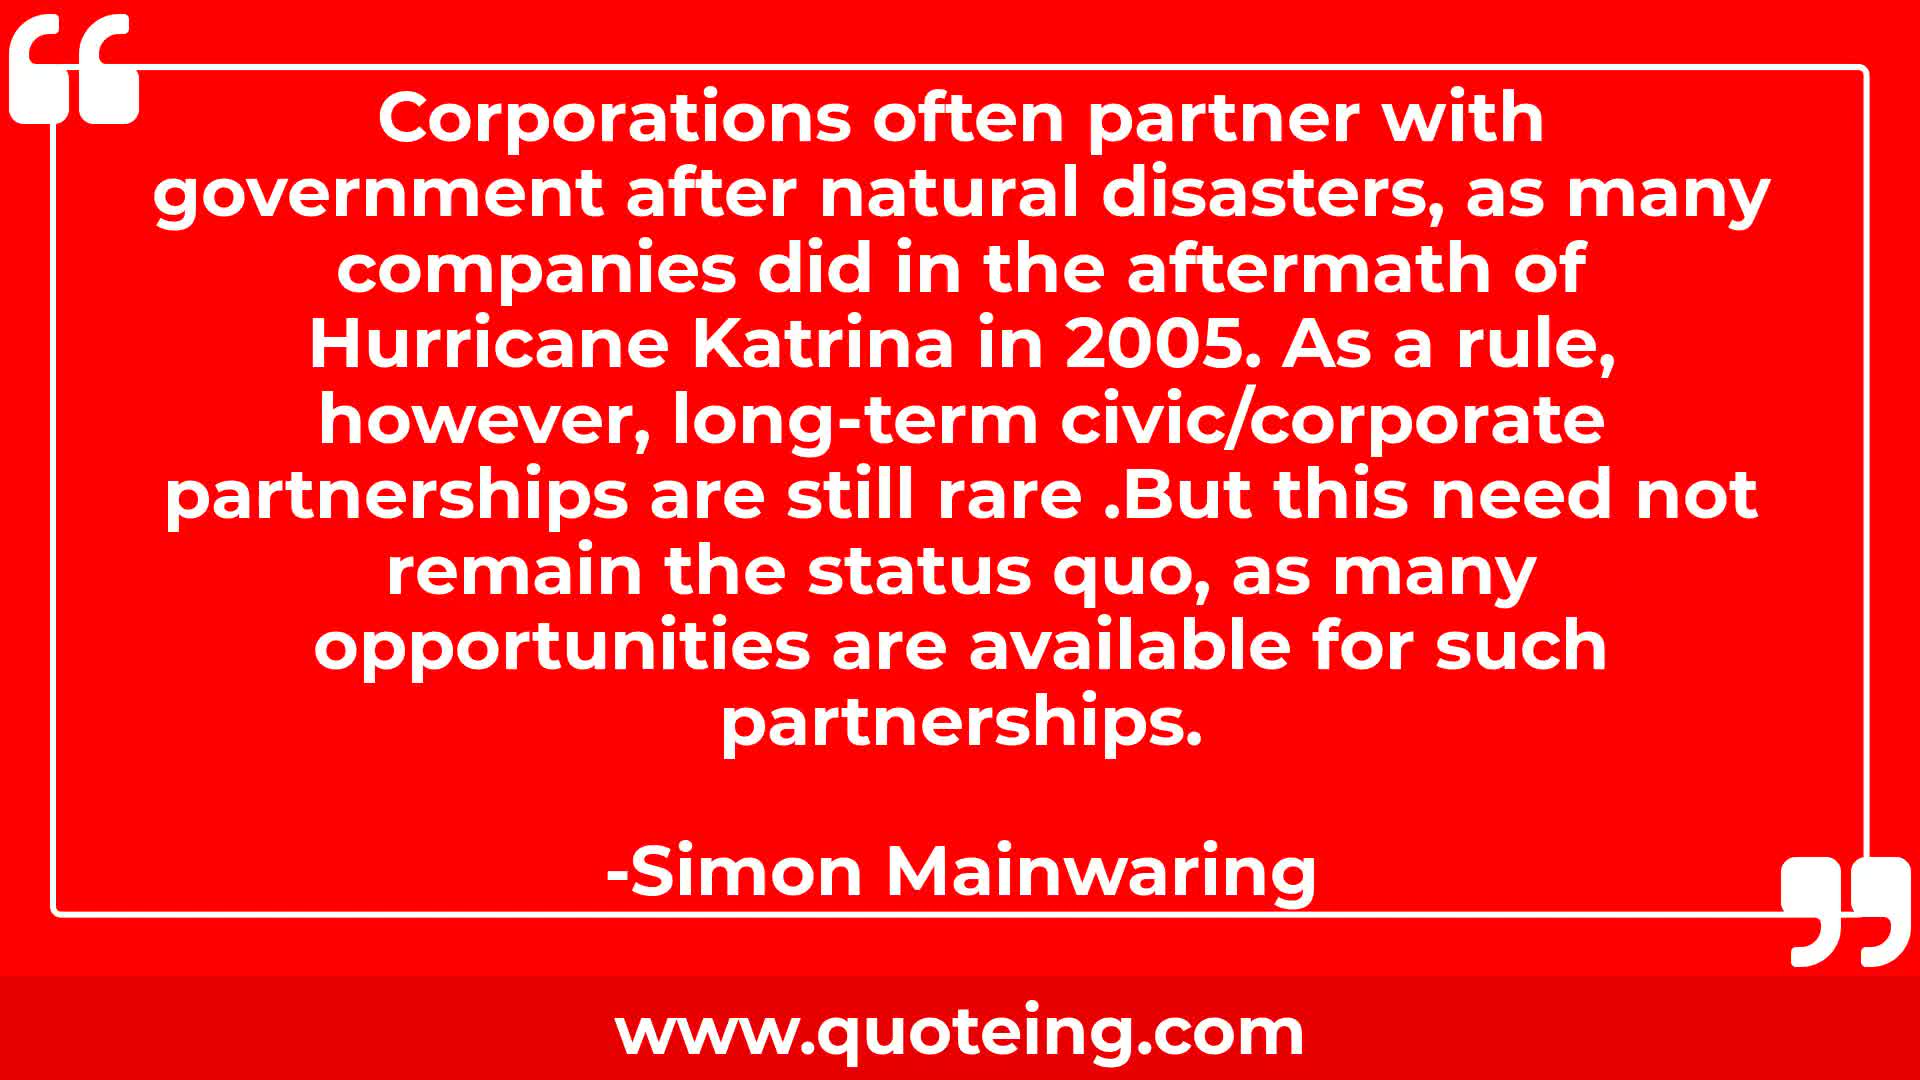 Corporations often partner with
government after natural disasters, as many
companies did in the aftermath of
Hurricane Katrina in 2005. As a rule,
however, long-term civic/corporate
partnerships are still rare .But this need not
remain the status quo, as many
opportunities are available for such
partnerships.
-Simon Mainwaring
www.quoteing.com